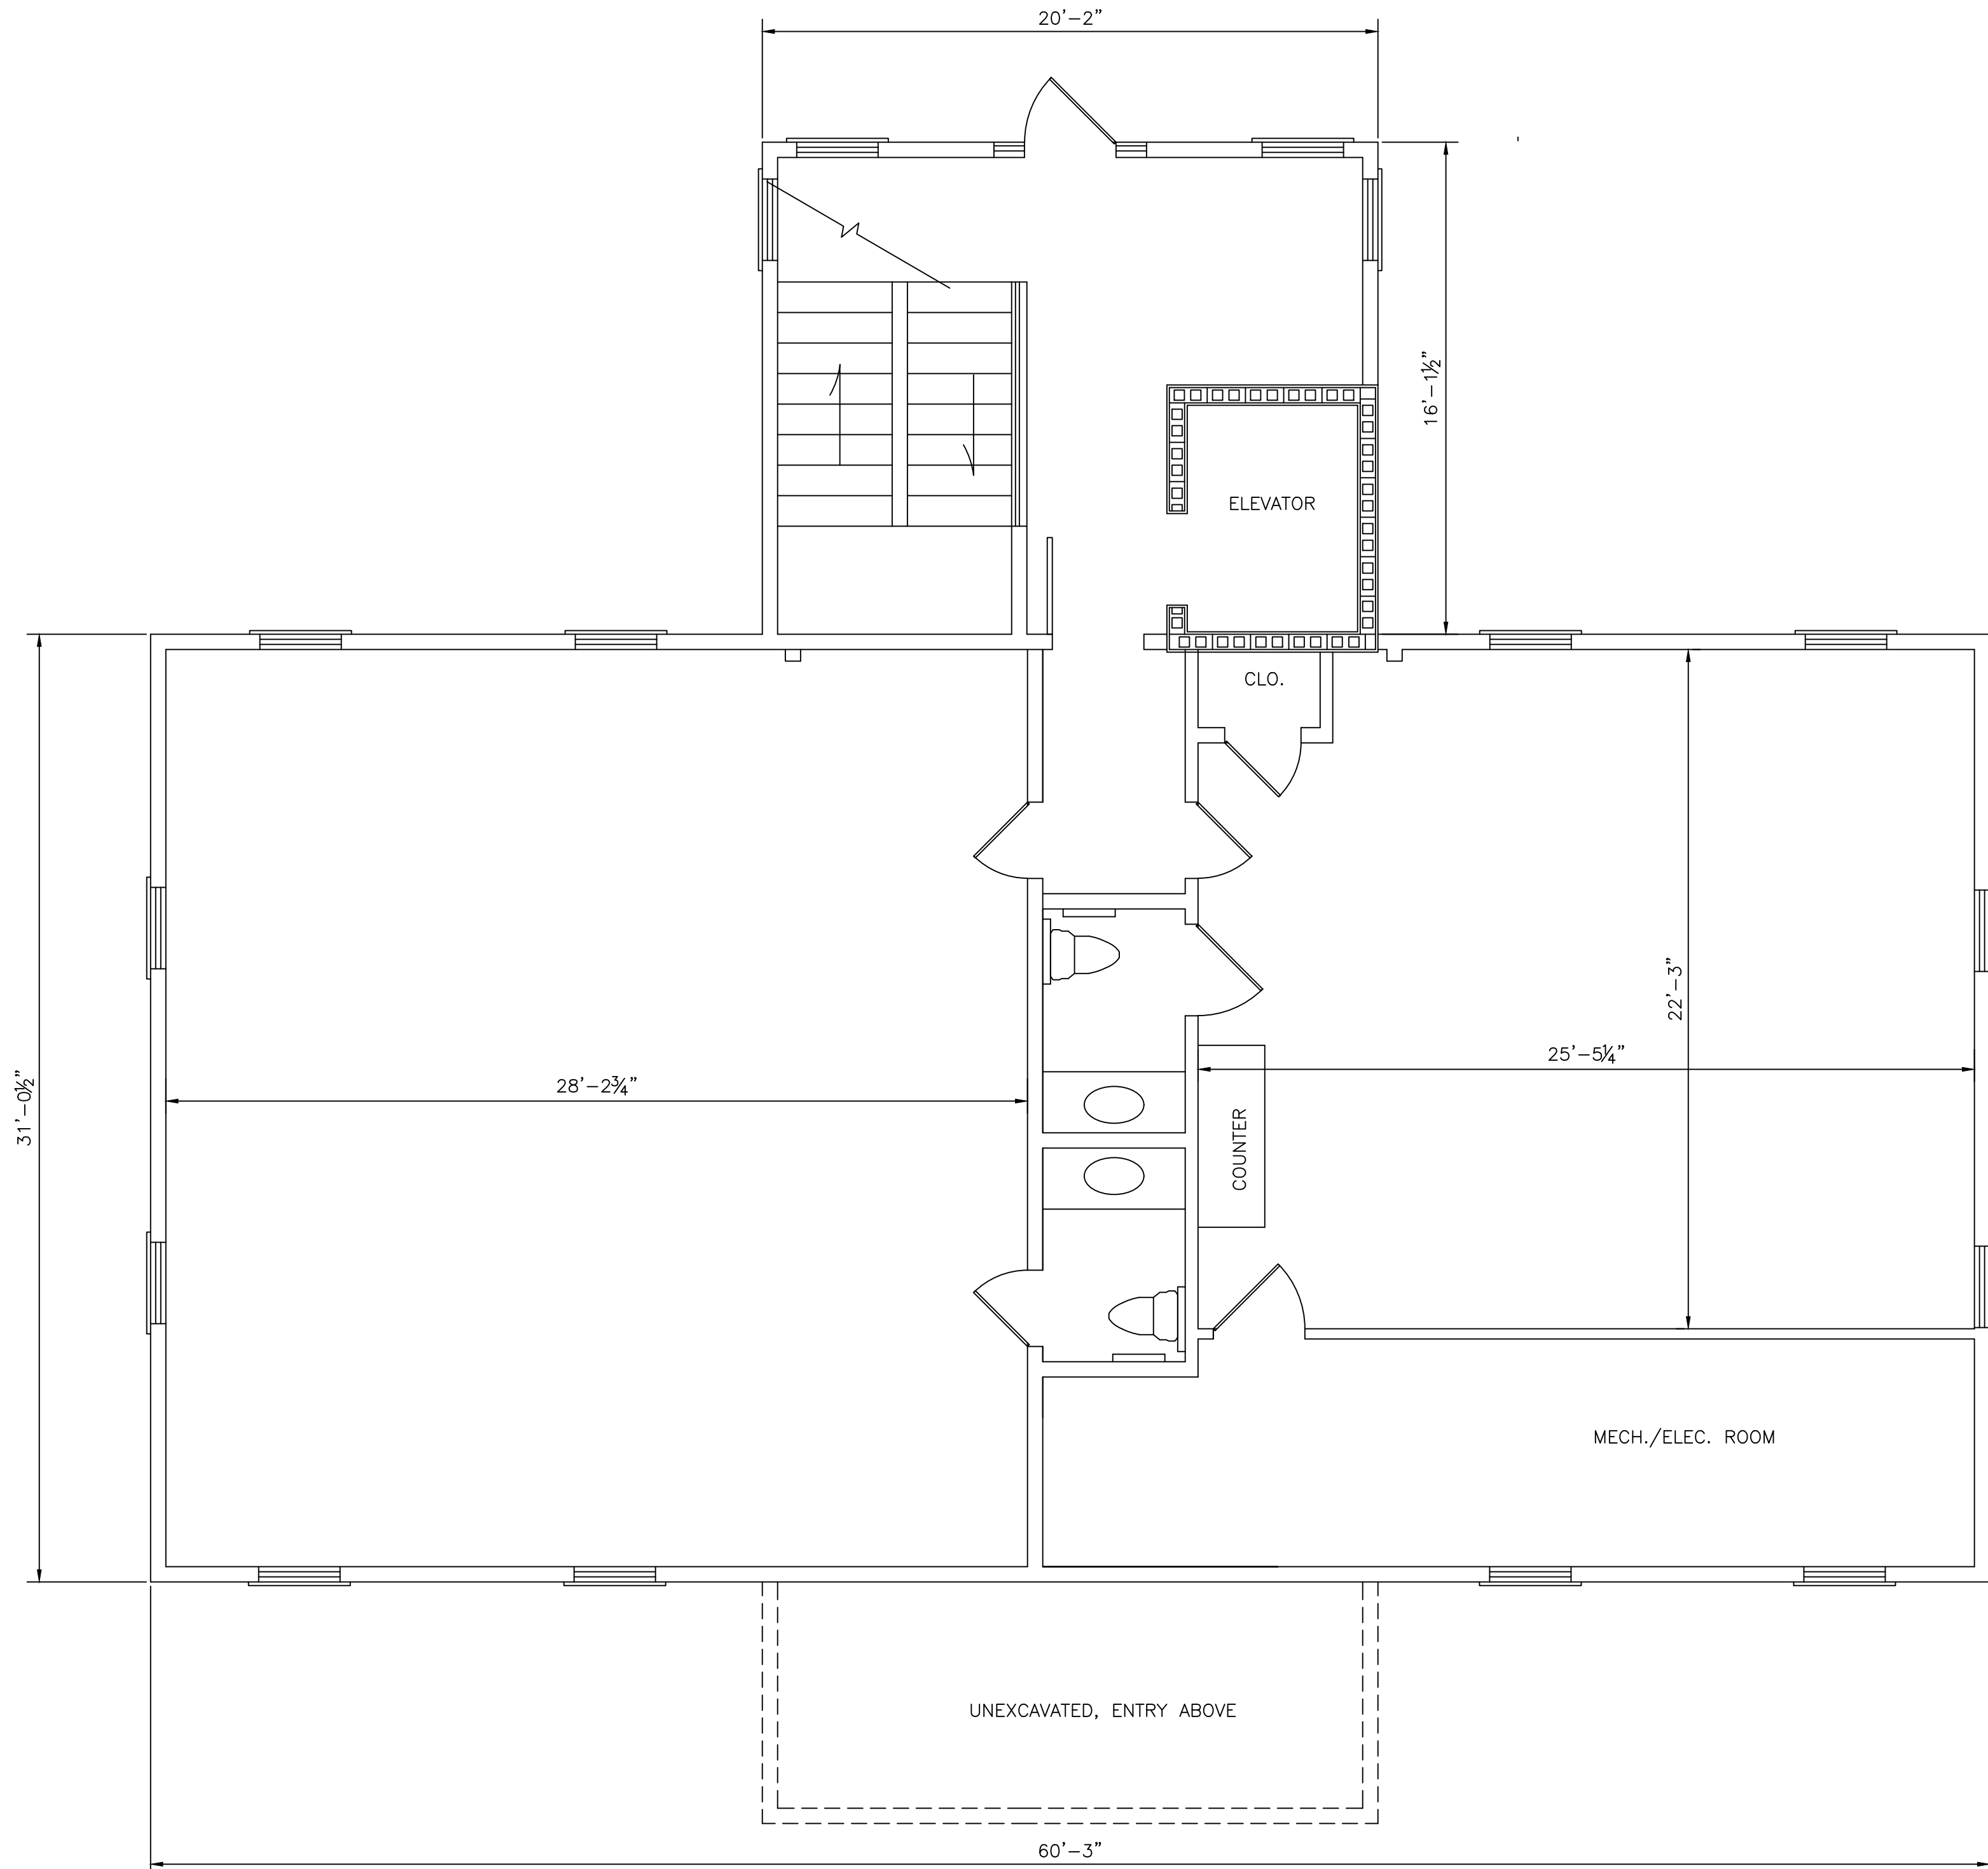 20'-2"
16'-1½"
ELEVATOR
CLO.
31'-0½"
28'-2¾"
22'-3"
25'-5¼"
COUNTER
MECH./ELEC. ROOM
UNEXCAVATED, ENTRY ABOVE
60'-3"